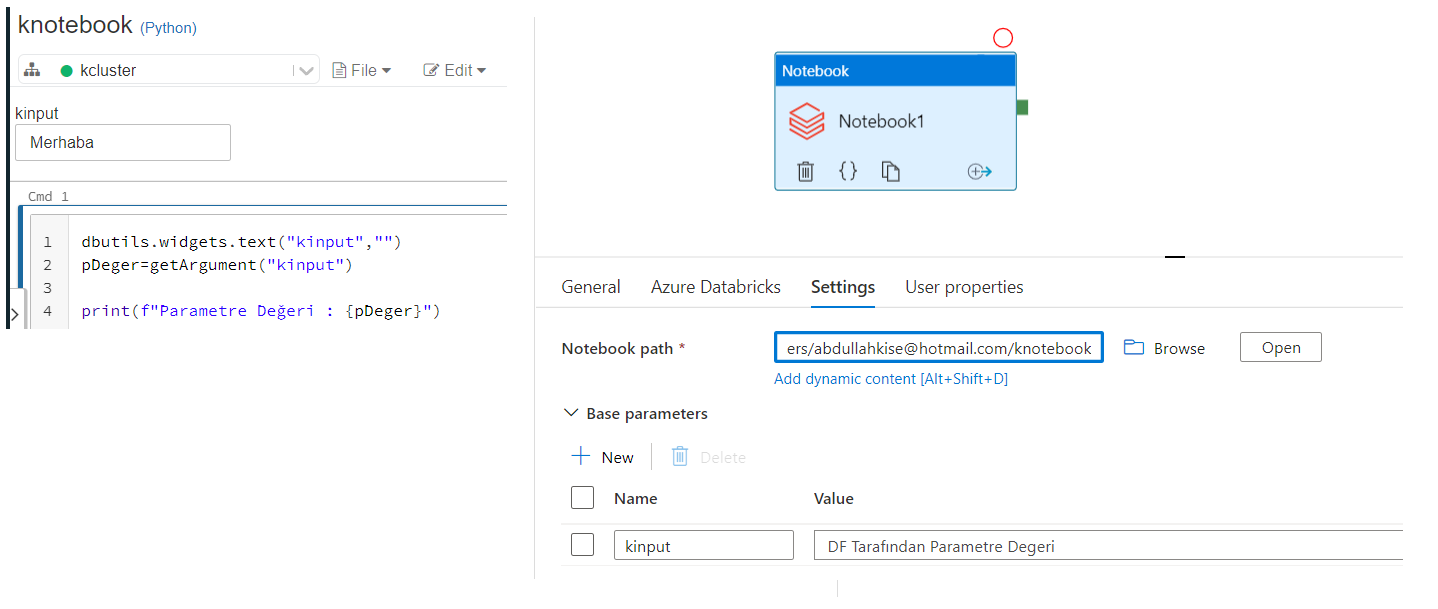 knotebook (Python)
kcluster File Edit
kinput
Merhaba
Cmd 1
1 dbutils.widgets.text("kinput","")
2 pDeger=getArgument("kinput")
3
4 print(f"Parametre Değeri : {pDeger}")
Notebook
Notebook1
General Azure Databricks Settings User properties
Notebook path * ers/abdullahkise@hotmail.com/knotebook Browse Open
Add dynamic content [Alt+Shift+D]
Base parameters
New Delete
Name Value
kinput DF Tarafından Parametre Degeri